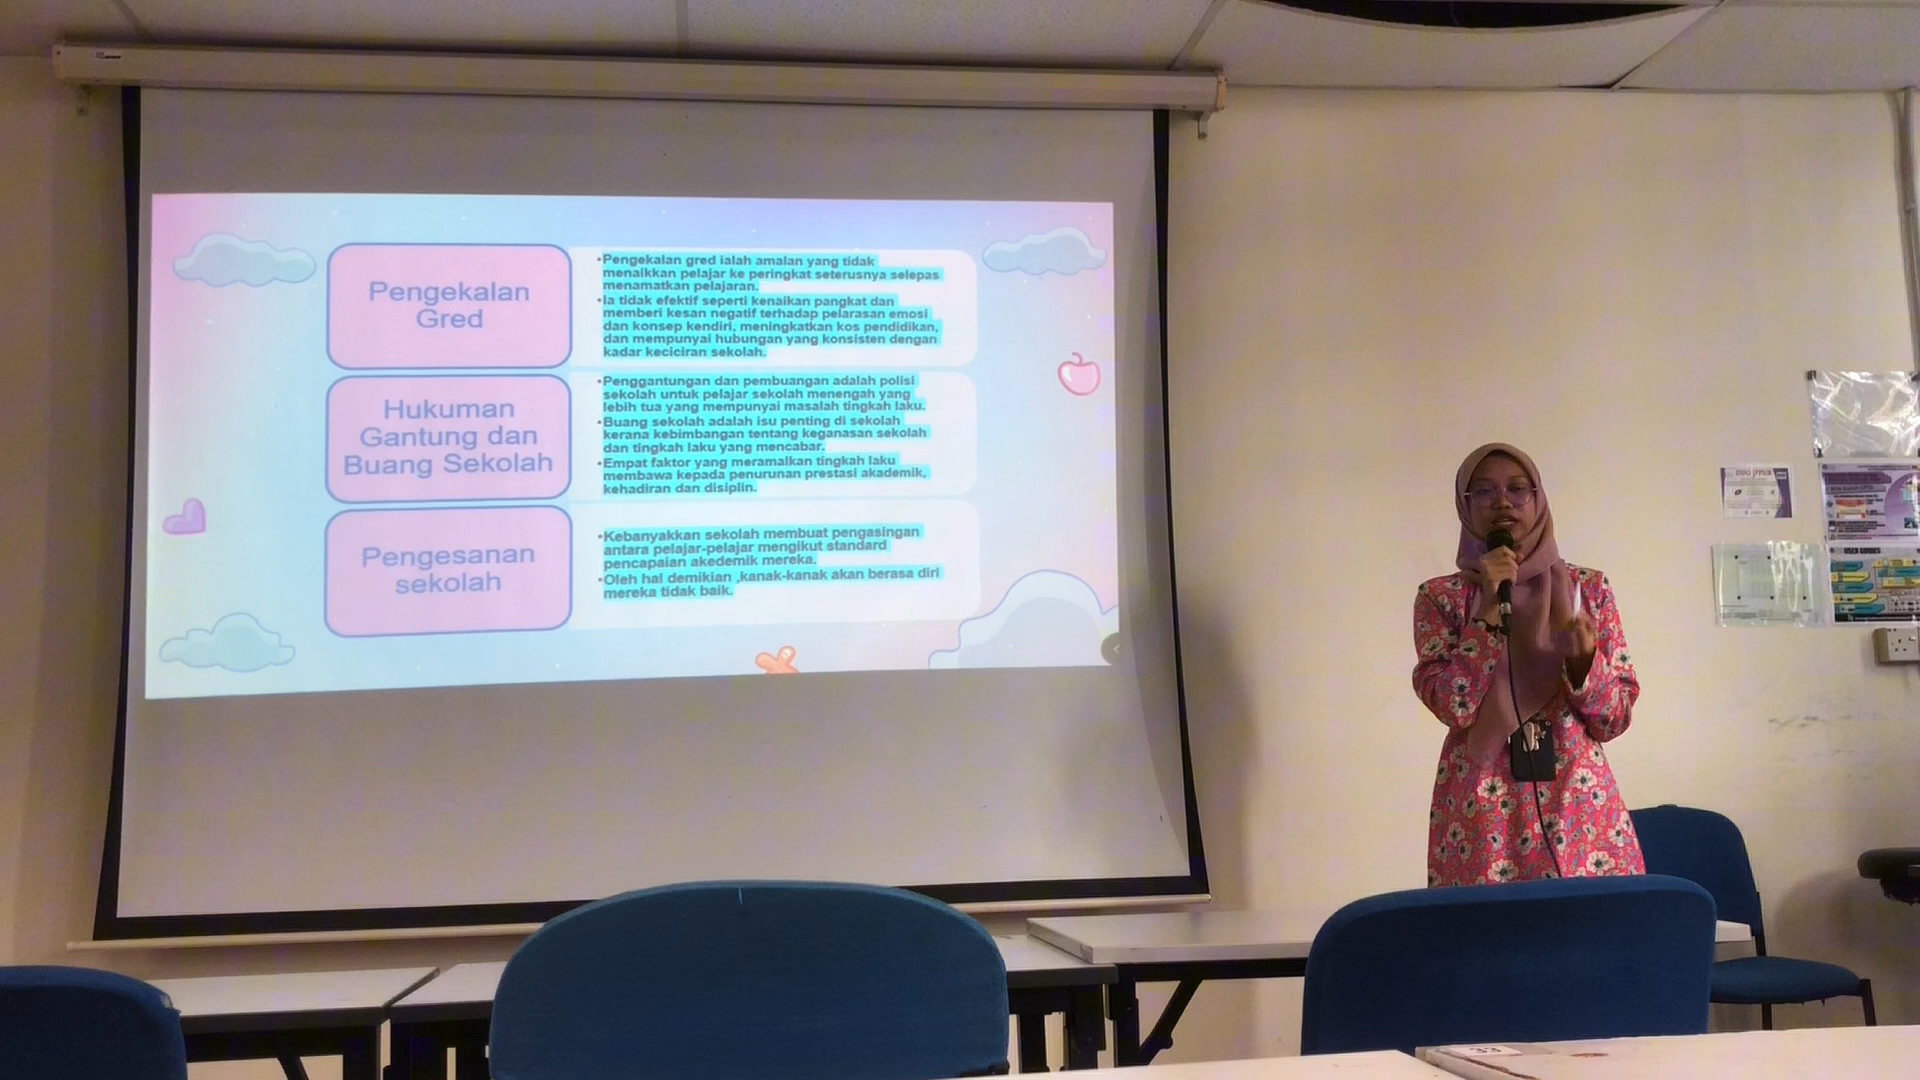 Pengekalan
Gred
•Pengekalan gred ialah amalan yang tidak
menaikkan pelajar ke peringkat seterusnya selepas
menamatkan pelajaran.
•Ia tidak efektif seperti kenaikan pangkat dan
memberi kesan negatif terhadap pelarasan emosi
dan konsep kendiri, meningkatkan kos pendidikan,
dan mempunyai hubungan yang konsisten dengan
kadar keciciran sekolah.
Hukuman
Gantung dan
Buang Sekolah
•Penggantungan dan pembuangan adalah polisi
sekolah untuk pelajar sekolah menengah yang
lebih tua yang mempunyai masalah tingkah laku.
•Buang sekolah adalah isu penting di sekolah
kerana kebimbangan tentang keganasan sekolah
dan tingkah laku yang mencabar.
•Empat faktor yang meramalkan tingkah laku
membawa kepada penurunan prestasi akademik,
kehadiran dan disiplin.
Pengesanan
sekolah
•Kebanyakkan sekolah membuat pengasingan
antara pelajar-pelajar mengikut standard
pencapaian akedemik mereka.
•Oleh hal demikian ,kanak-kanak akan berasa diri
mereka tidak baik.
USER GUIDES
33